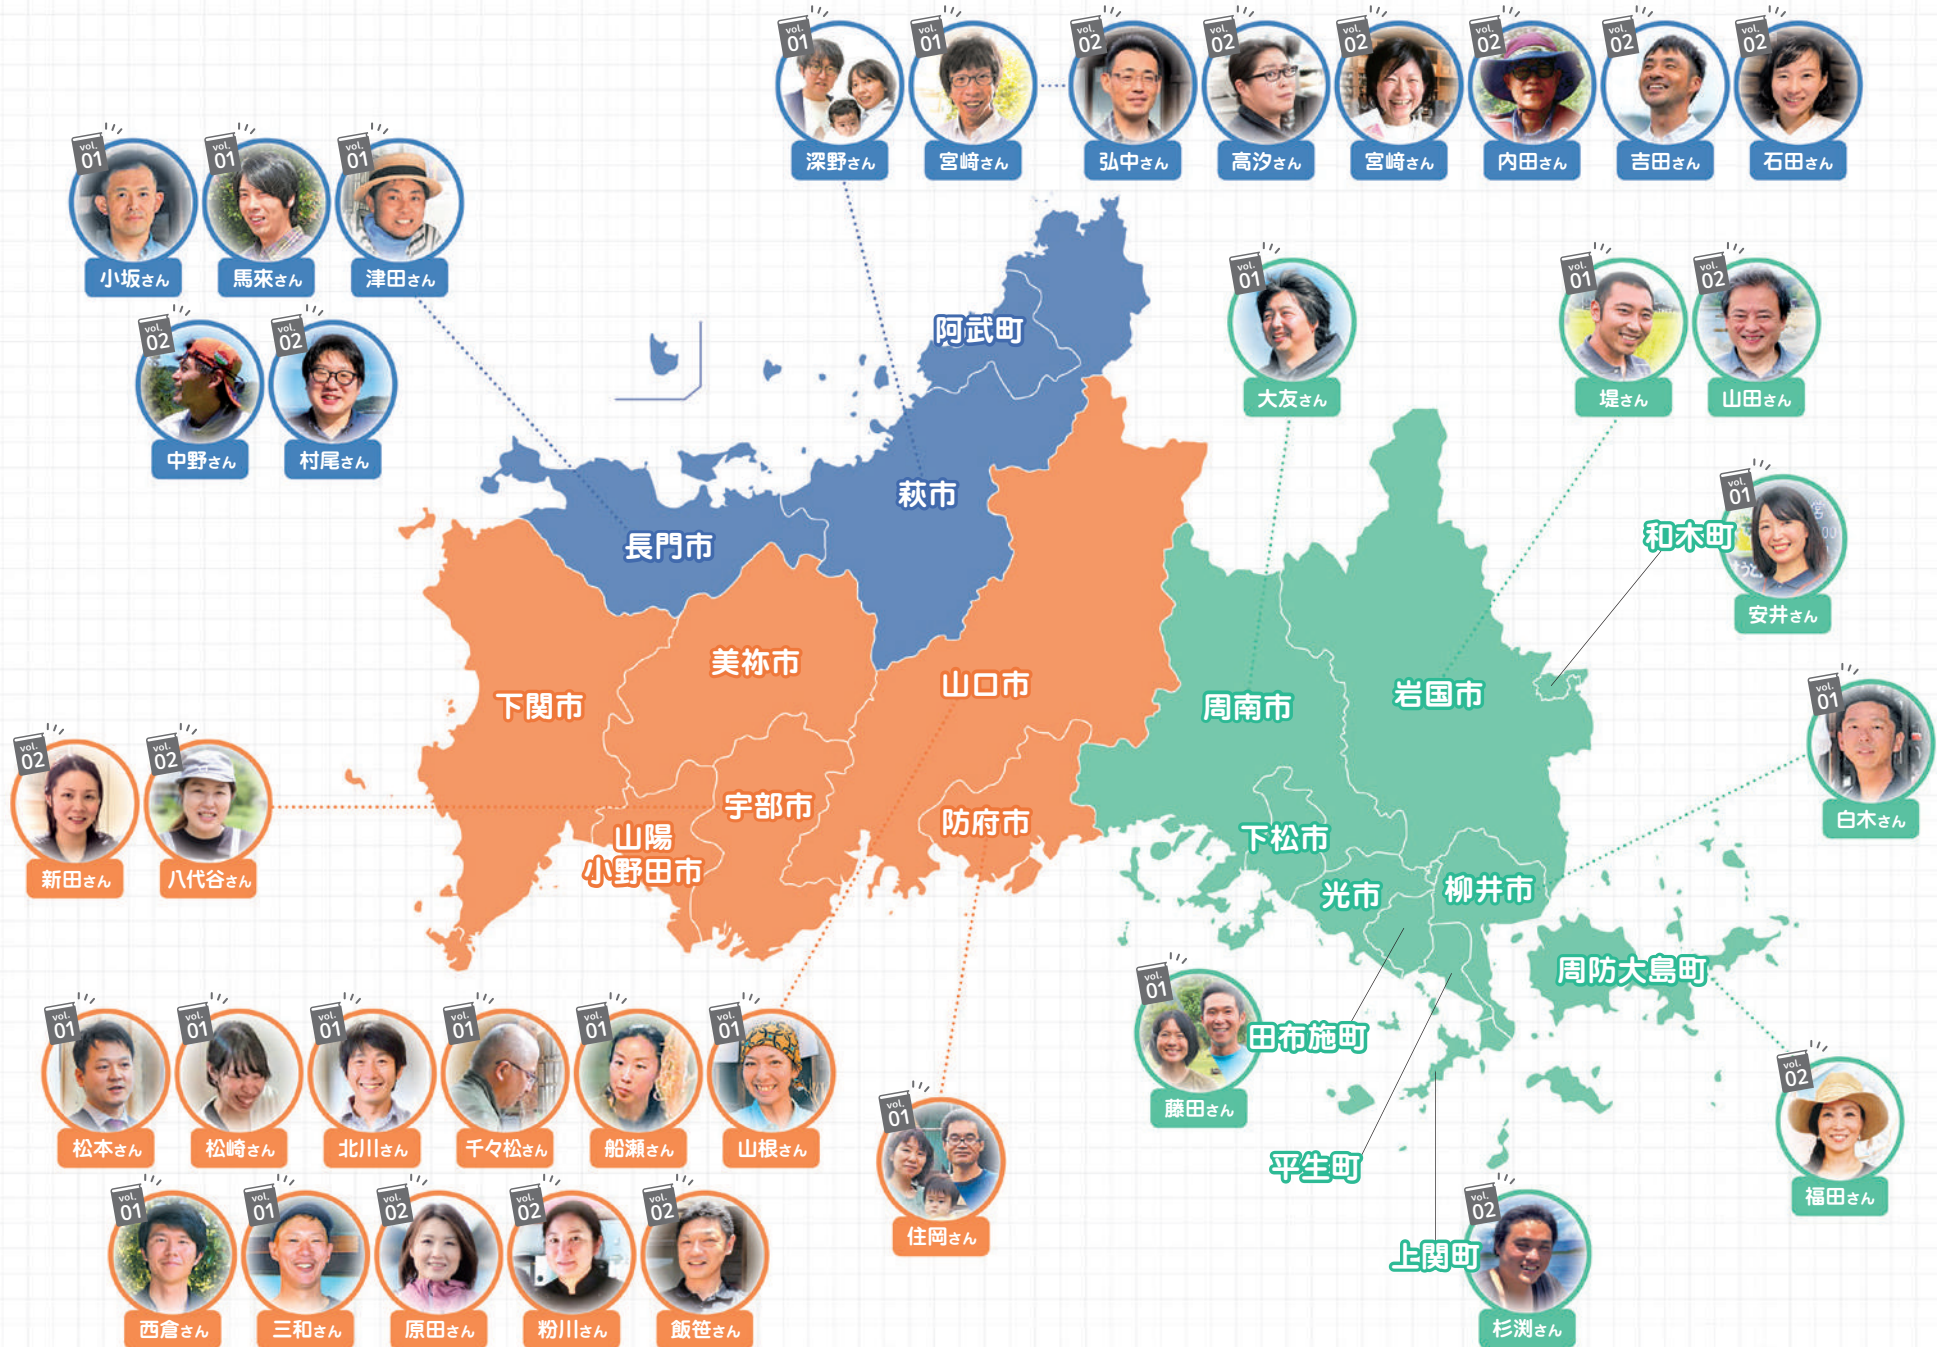 vol. 01
深野さん
vol. 01
宮﨑さん
vol. 02
弘中さん
vol. 02
高汐さん
vol. 02
宮﨑さん
vol. 02
内田さん
vol. 02
吉田さん
vol. 02
石田さん
vol. 01
小坂さん
vol. 01
馬來さん
vol. 01
津田さん
vol. 02
中野さん
vol. 02
村尾さん
vol. 01
大友さん
vol. 01
堤さん
vol. 02
山田さん
阿武町
萩市
長門市
和木町
vol. 01
安井さん
美祢市
山口市
下関市
周南市
岩国市
vol. 01
白木さん
vol. 02
新田さん
vol. 02
八代谷さん
宇部市
山陽
小野田市
防府市
下松市
光市
柳井市
周防大島町
vol. 01
藤田さん
田布施町
平生町
上関町
vol. 02
杉渕さん
vol. 02
福田さん
vol. 01
松本さん
vol. 01
松崎さん
vol. 01
北川さん
vol. 01
千々松さん
vol. 01
船瀬さん
vol. 01
山根さん
vol. 01
住岡さん
vol. 01
西倉さん
vol. 01
三和さん
vol. 02
原田さん
vol. 02
粉川さん
vol. 02
飯笹さん